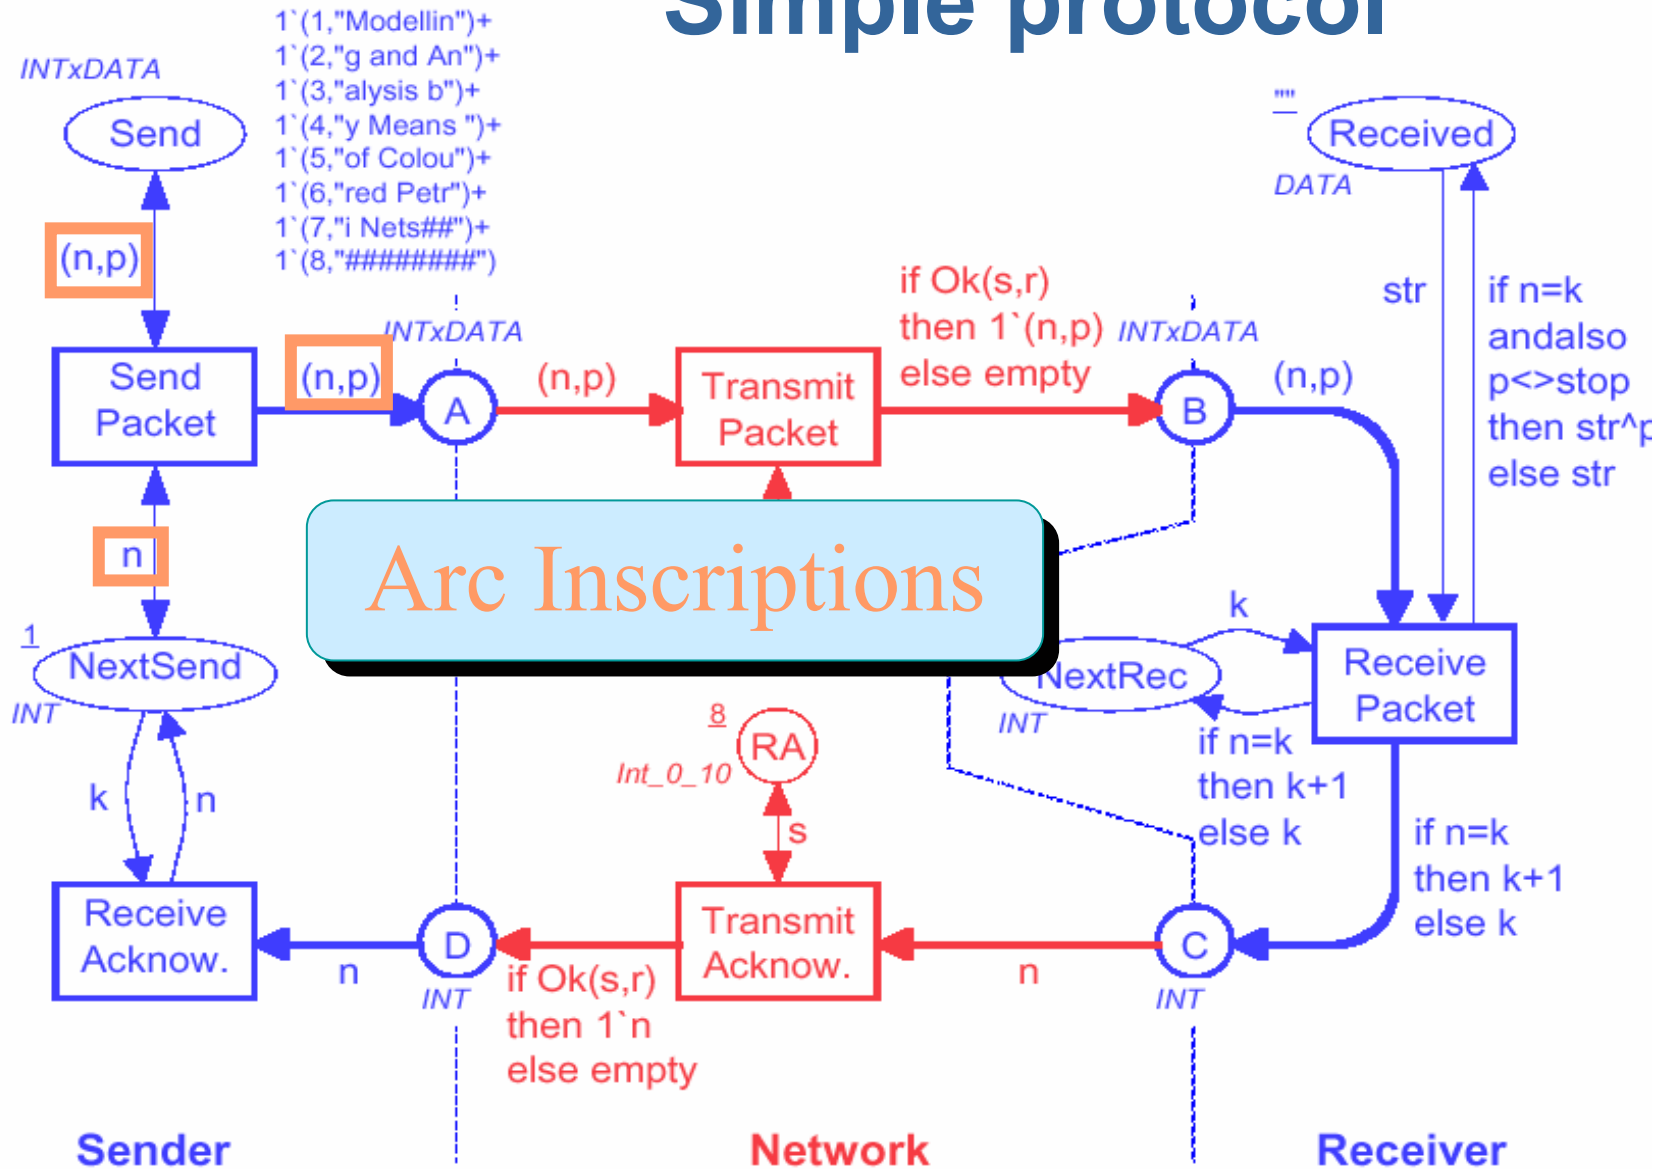 Simple protocol
1`(1,"Modellin")+
1`(2,"g and An")+
1`(3,"alysis b")+
1`(4,"y Means ")+
1`(5,"of Colou")+
1`(6,"red Petr")+
1`(7,"i Nets##")+
1`(8,"########")
INTxDATA
Send
""
Received
DATA
(n,p)
str
if n=k
andalso
p<>stop
then str^p
else str
Send
Packet
(n,p)
INTxDATA
A
(n,p)
Transmit
Packet
if Ok(s,r)
then 1`(n,p)
else empty
INTxDATA
B
(n,p)
n
Arc Inscriptions
1
NextSend
INT
NextRec
INT
k
if n=k
then k+1
else k
Receive
Packet
8
RA
Int_0_10
s
k
n
if n=k
then k+1
else k
Receive
Acknow.
n
D
INT
if Ok(s,r)
then 1`n
else empty
Transmit
Acknow.
n
C
INT
Sender
Network
Receiver